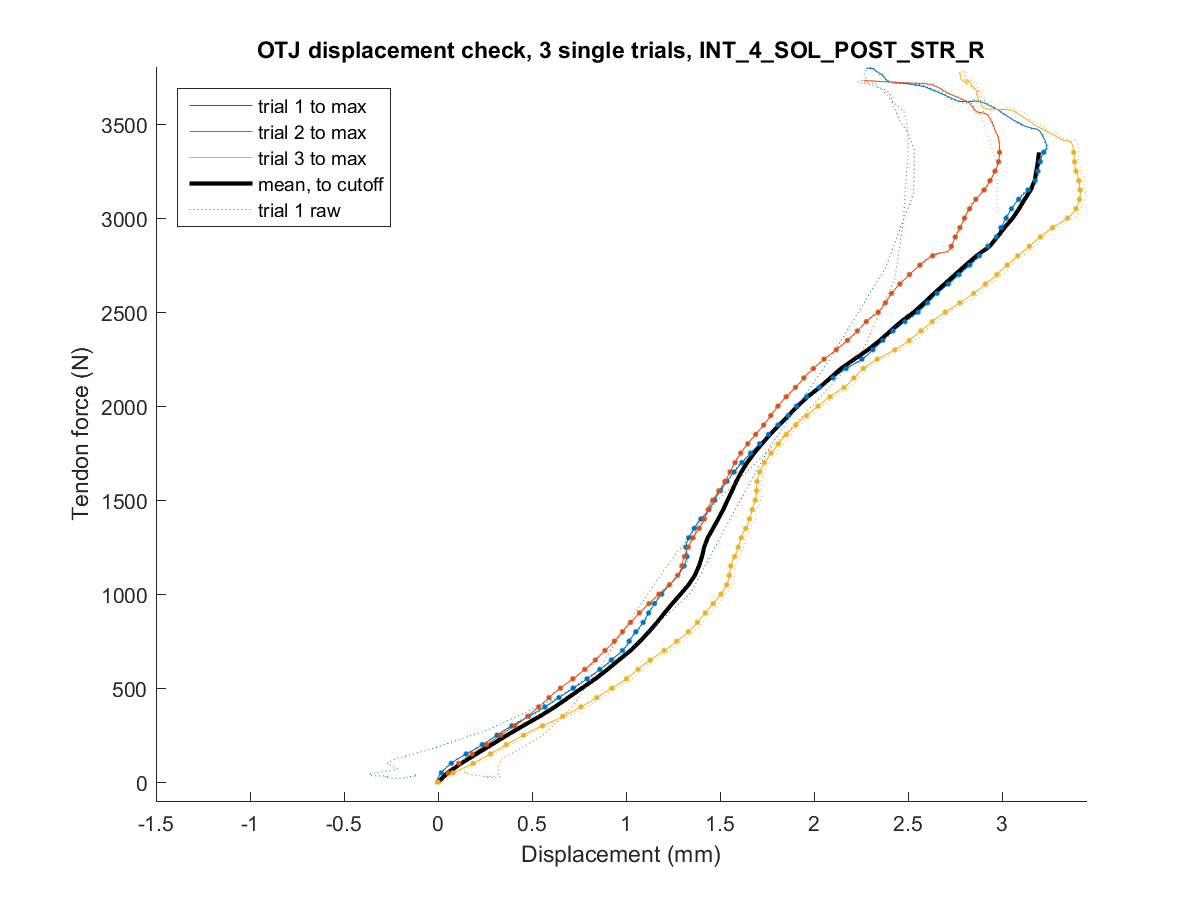 OTJ displacement check, 3 single trials, INT_4_SOL_POST_STR_R
trial 1 to max
trial 2 to max
trial 3 to max
mean, to cutoff
trial 1 raw
3500
3000
2500
2000
1500
1000
500
0
Tendon force (N)
-1.5 -1 -0.5 0 0.5 1 1.5 2 2.5 3
Displacement (mm)